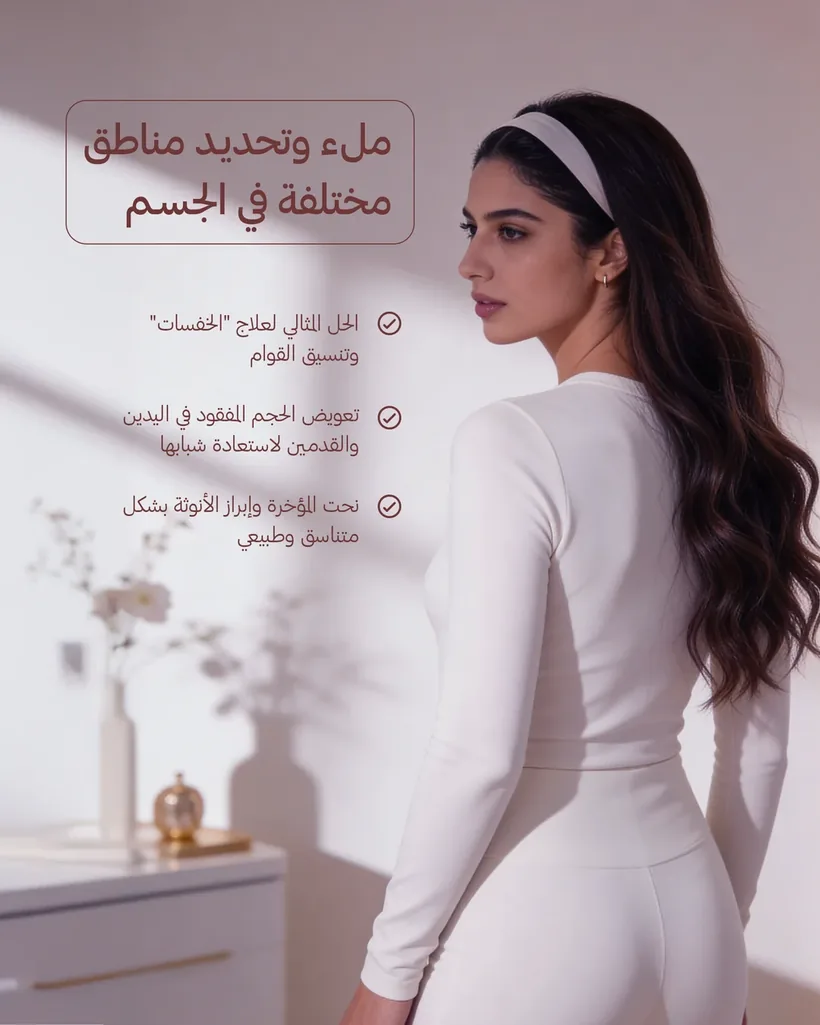 ملء وتحديد مناطق
مختلفة في الجسم
الحل المثالي لعلاج "الخفسات"
وتنسيق القوام
تعويض الحجم المفقود في اليدين
والقدمين لاستعادة شبابها
نحت المؤخرة وإبراز الأنوثة بشكل
متناسق وطبيعي